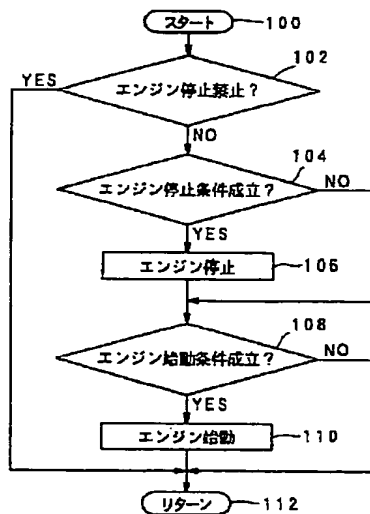 スタート 100
102
YES エンジン停止禁止?
NO
104
エンジン停止条件成立? NO
YES
エンジン停止 106
108
エンジン始動条件成立? NO
YES
エンジン始動 110
リターン 112